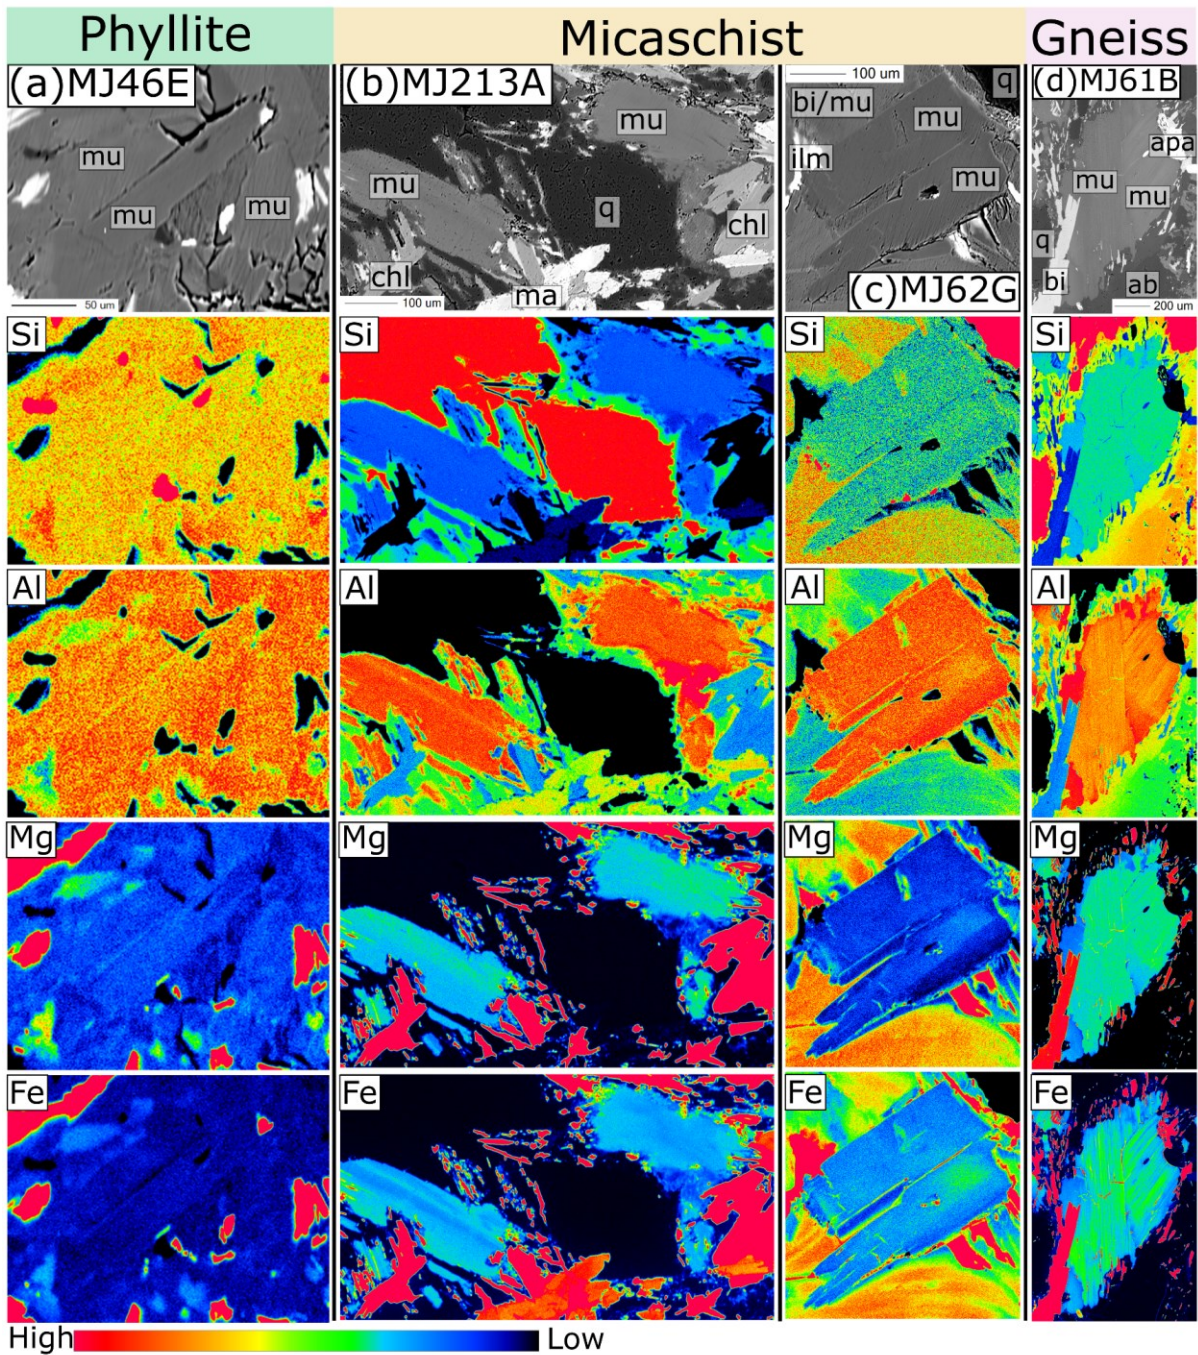 Phyllite Micaschist Gneiss
(a)MJ46E (b)MJ213A 100 um (d)MJ61B
bi/mu q
mu mu mu apa
mu ilm mu mu
mu mu q mu mu
chl q
chl ma (c)MJ62G bi ab
50 um 100 um 200 um
Si Si Si Si
Al Al Al Al
Mg Mg Mg Mg
Fe Fe Fe Fe
High Low